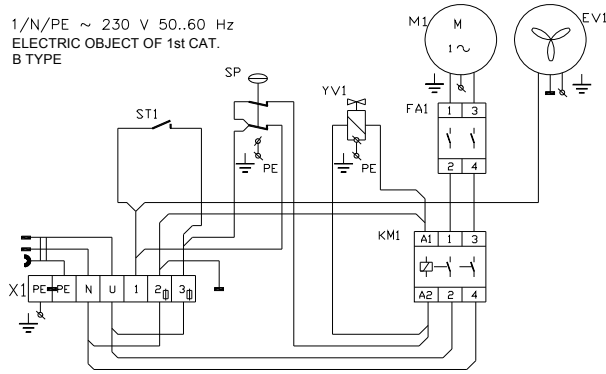 1/N/PE ~ 230 V 50..60 Hz
ELECTRIC OBJECT OF 1st CAT.
B TYPE
M1
M
1 ~
EV1
SP
YV1
ST1
FA1
1 3
2 4
PE
PE
KM1
A1 1 3
A2 2 4
X1
PE PE N U 1 2 3